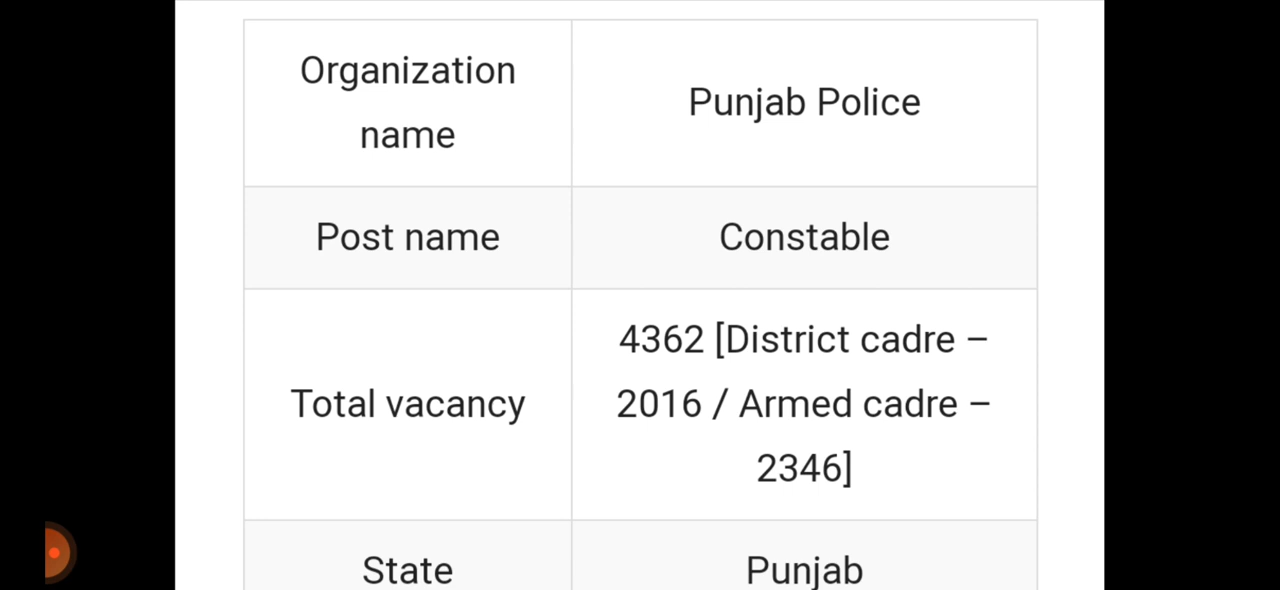 Organization
name
Punjab Police
Post name
Constable
Total vacancy
4362 [District cadre –
2016 / Armed cadre –
2346]
State
Punjab